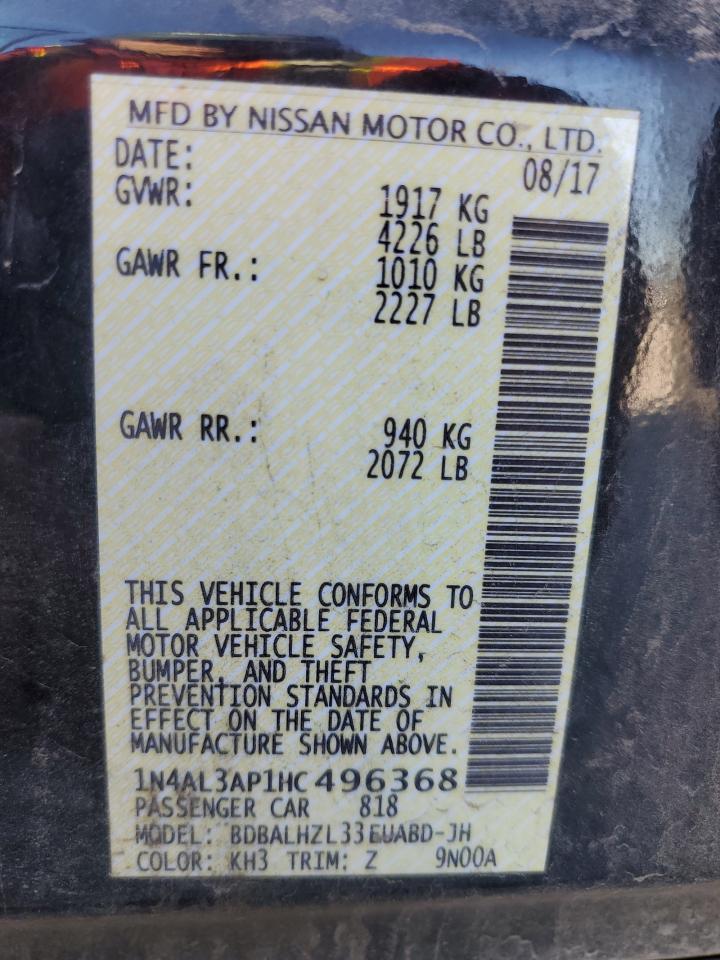 MFD BY NISSAN MOTOR CO., LTD.
DATE: 08/17
GVWR: 1917 KG
4226 LB
GAWR FR.: 1010 KG
2227 LB
GAWR RR.: 940 KG
2072 LB
THIS VEHICLE CONFORMS TO
ALL APPLICABLE FEDERAL
MOTOR VEHICLE SAFETY,
BUMPER, AND THEFT
PREVENTION STANDARDS IN
EFFECT ON THE DATE OF
MANUFACTURE SHOWN ABOVE.
1N4AL3AP1HC496368
PASSENGER CAR 818
MODEL: BDBALHZL33EUABD-JH
COLOR: KH3 TRIM: Z 9N00A